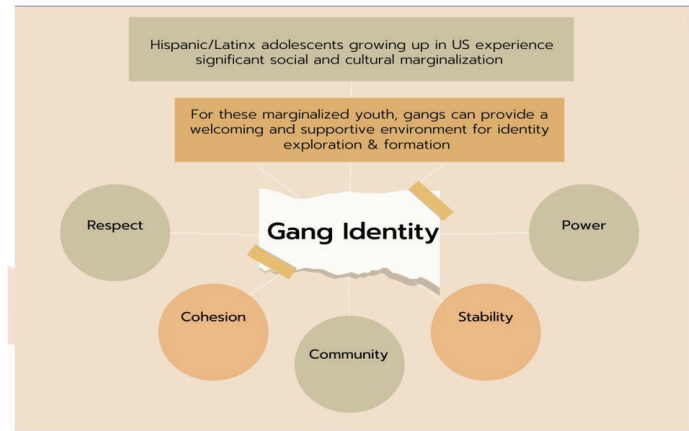 Hispanic/Latinx adolescents growing up in US experience
significant social and cultural marginalization
For these marginalized youth, gangs can provide a
welcoming and supportive environment for identity
exploration & formation
Gang Identity
Respect
Power
Cohesion
Stability
Community